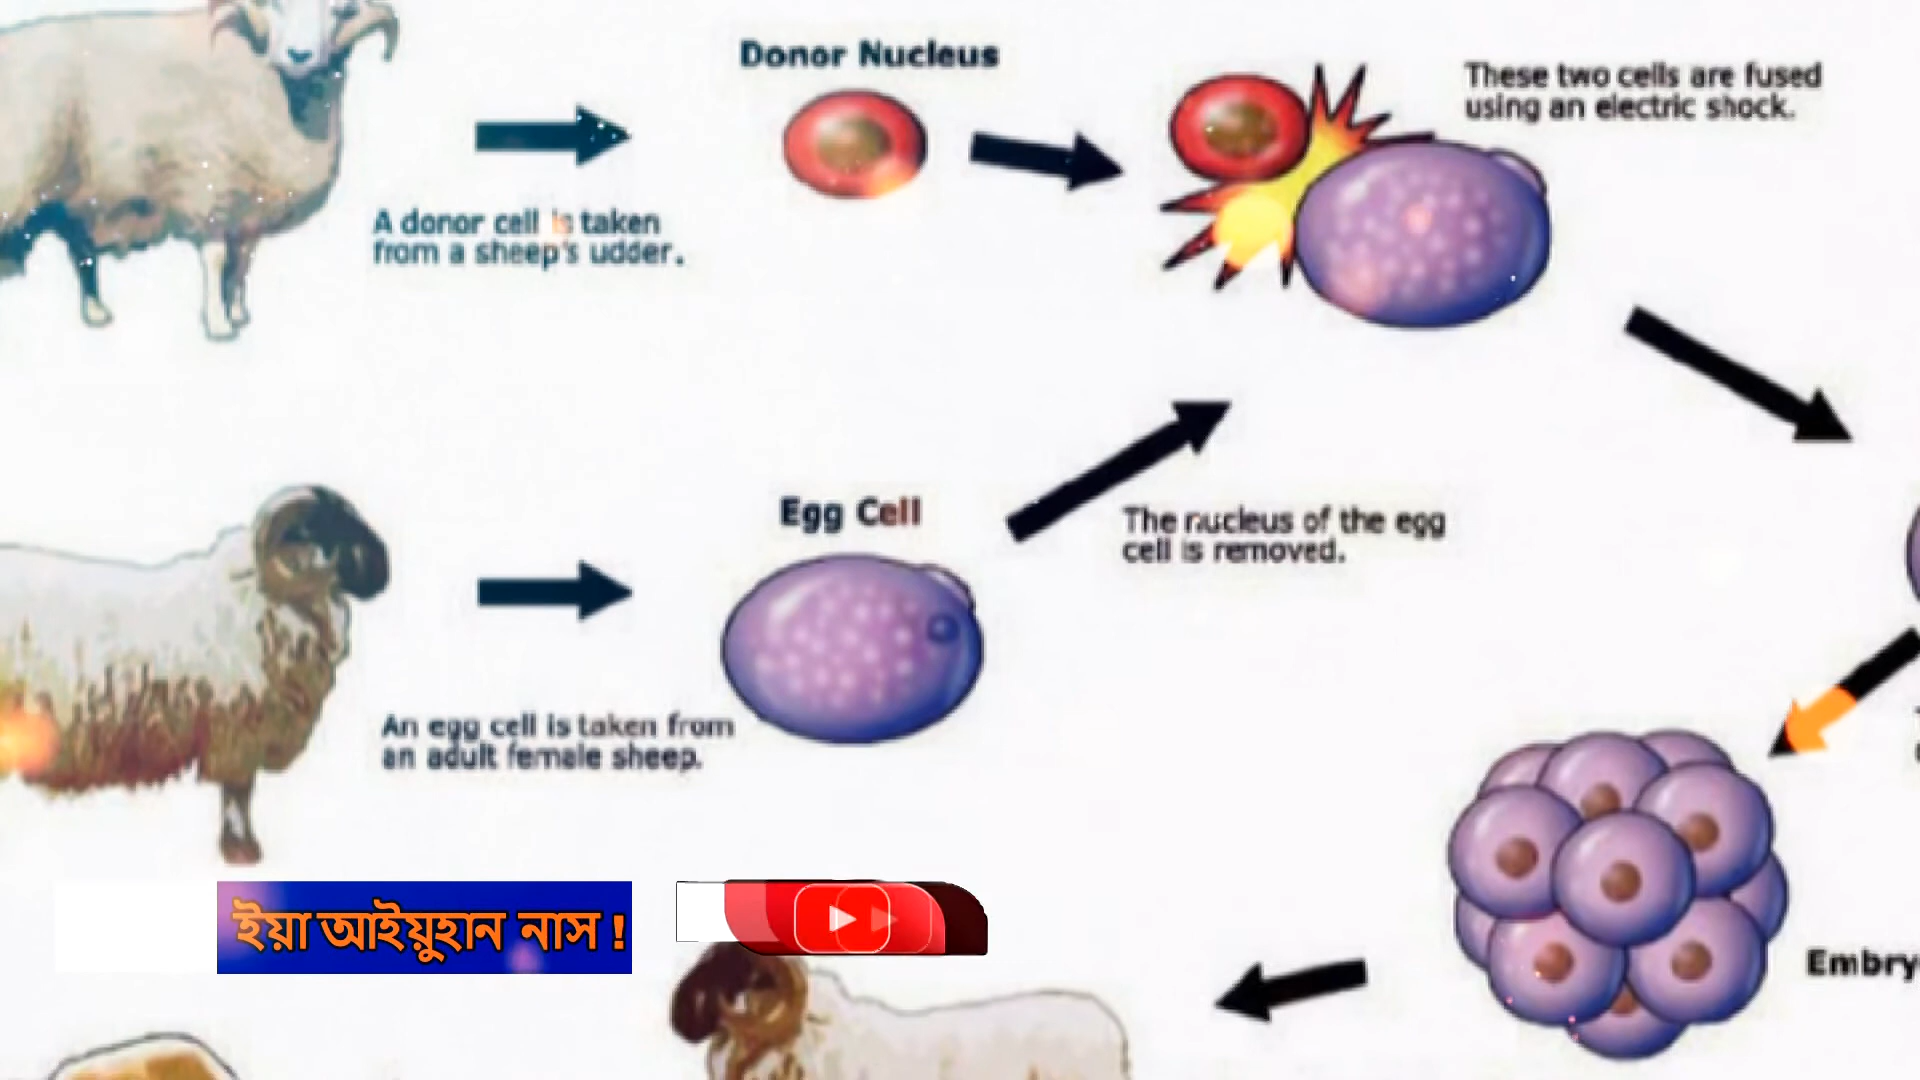 Donor Nucleus
These two cells are fused
using an electric shock.
A donor cell is taken
from a sheep's udder.
Egg Cell
The nucleus of the egg
cell is removed.
An egg cell is taken from
an adult female sheep.
ইয়া আইয়ুহান নাস !
Embry